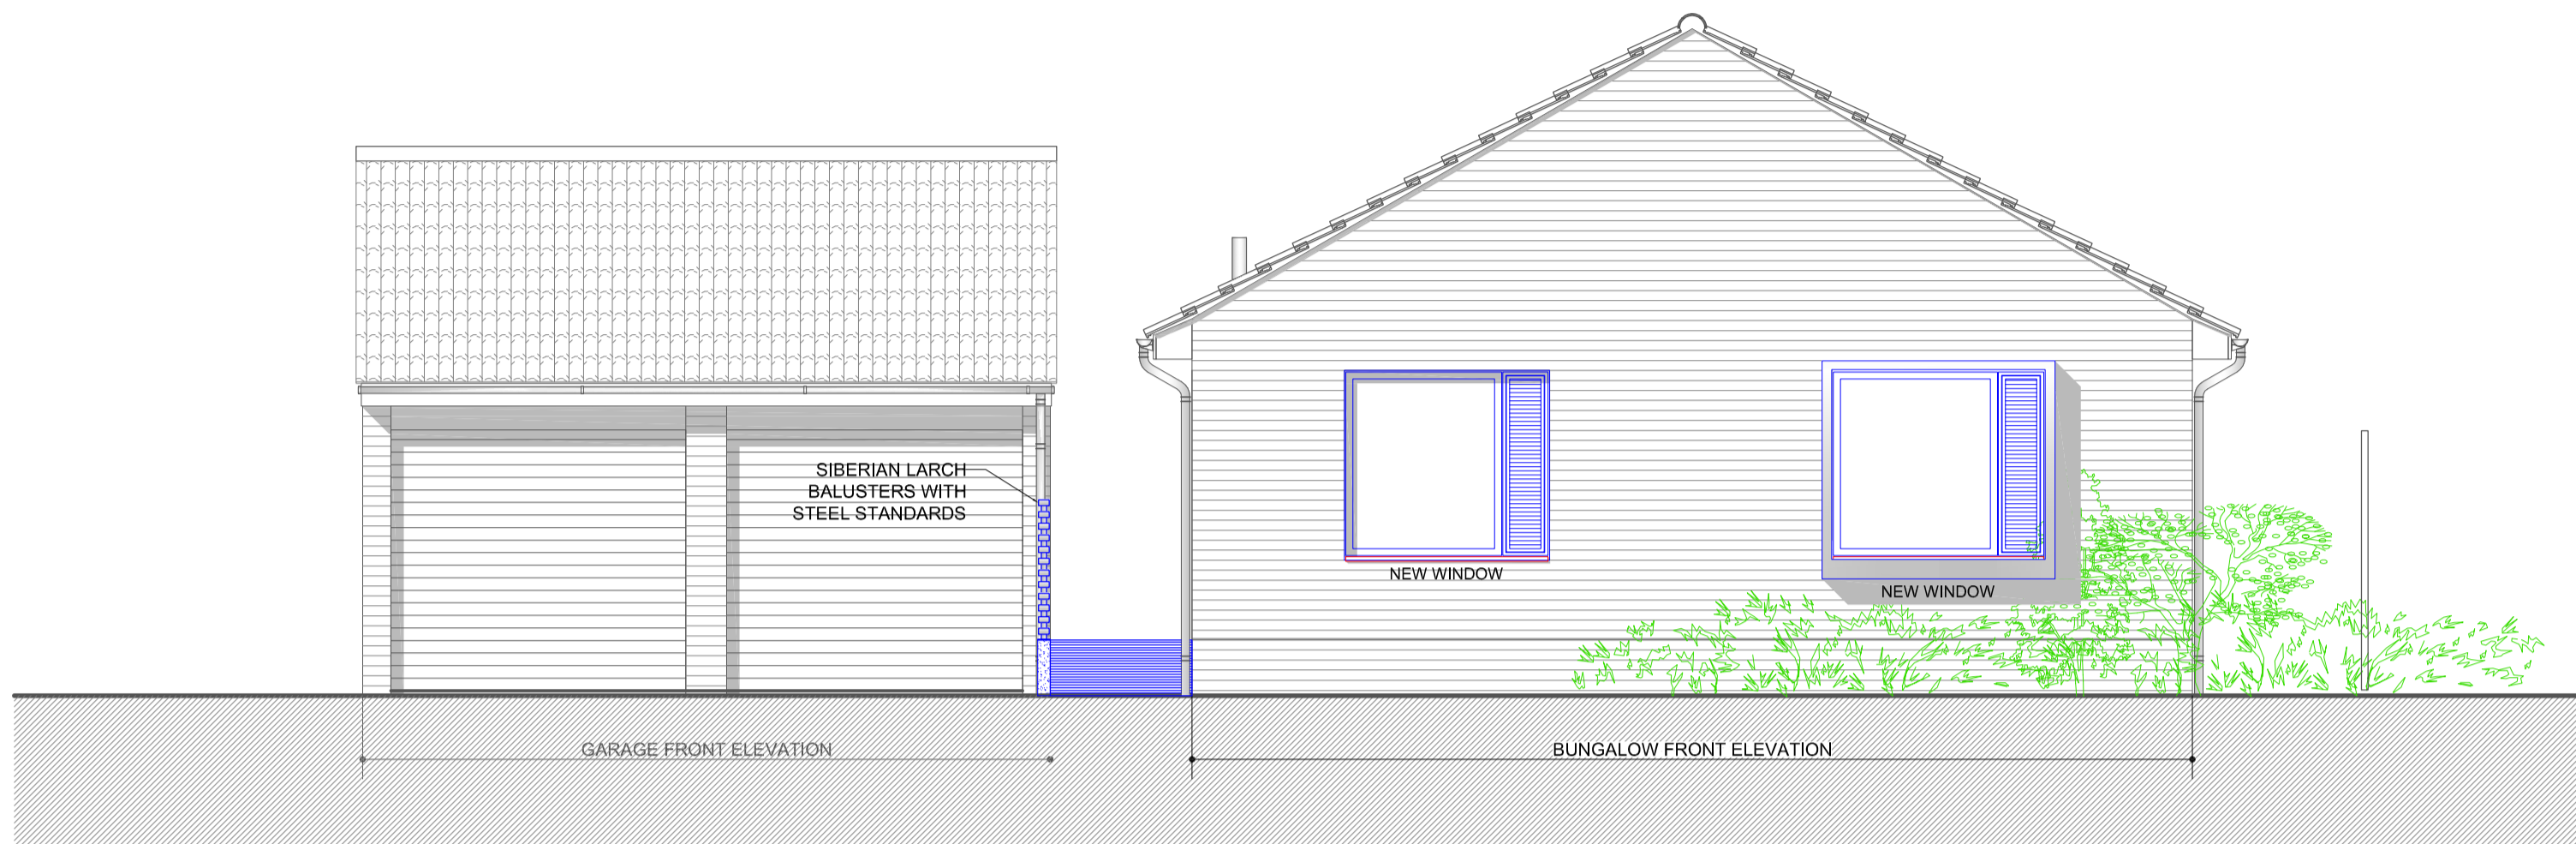 SIBERIAN LARCH
BALUSTERS WITH
STEEL STANDARDS
NEW WINDOW
NEW WINDOW
GARAGE FRONT ELEVATION
BUNGALOW FRONT ELEVATION